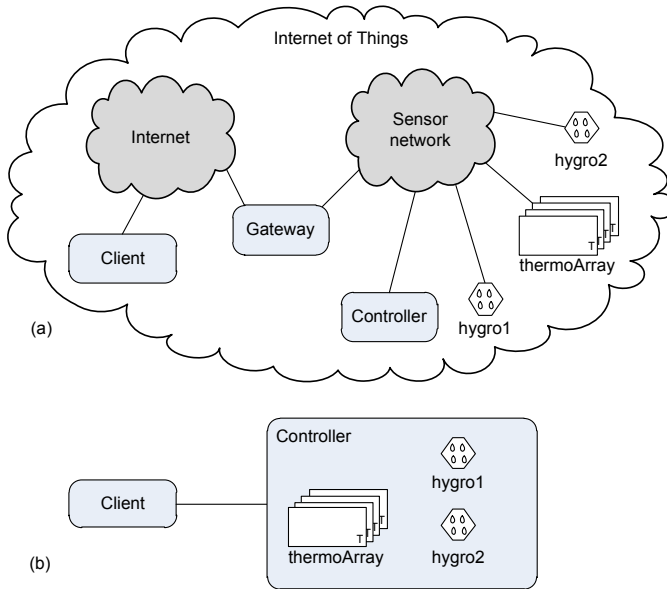 Internet of Things
Internet
Sensor
network
hygro2
Gateway
Client
T T T T
thermoArray
Controller
hygro1
(a)
Controller
hygro1
Client
T T T T
thermoArray
hygro2
(b)